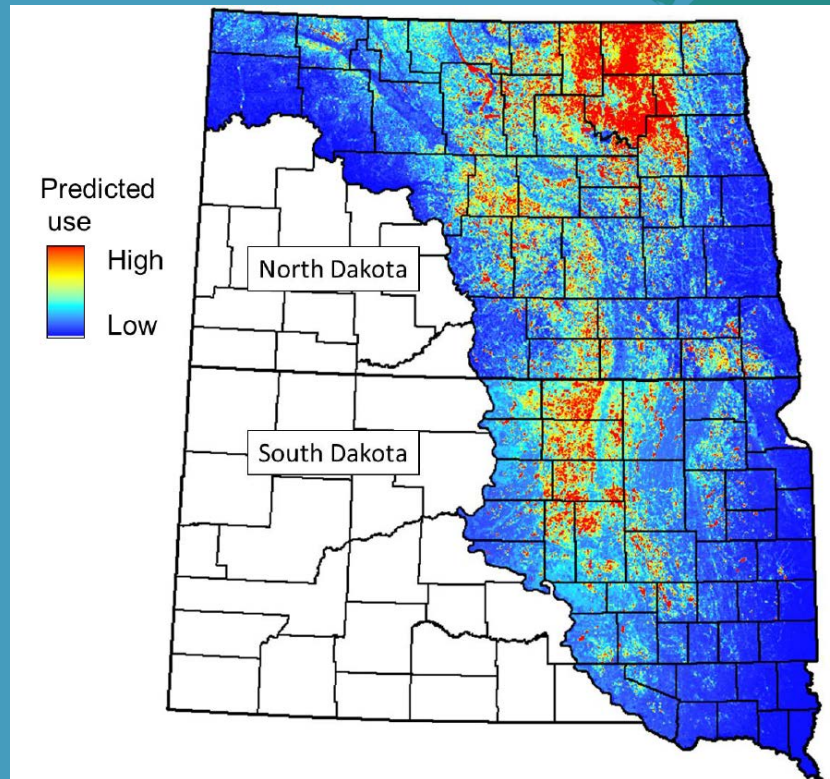 Predicted
use
High
Low
North Dakota
South Dakota